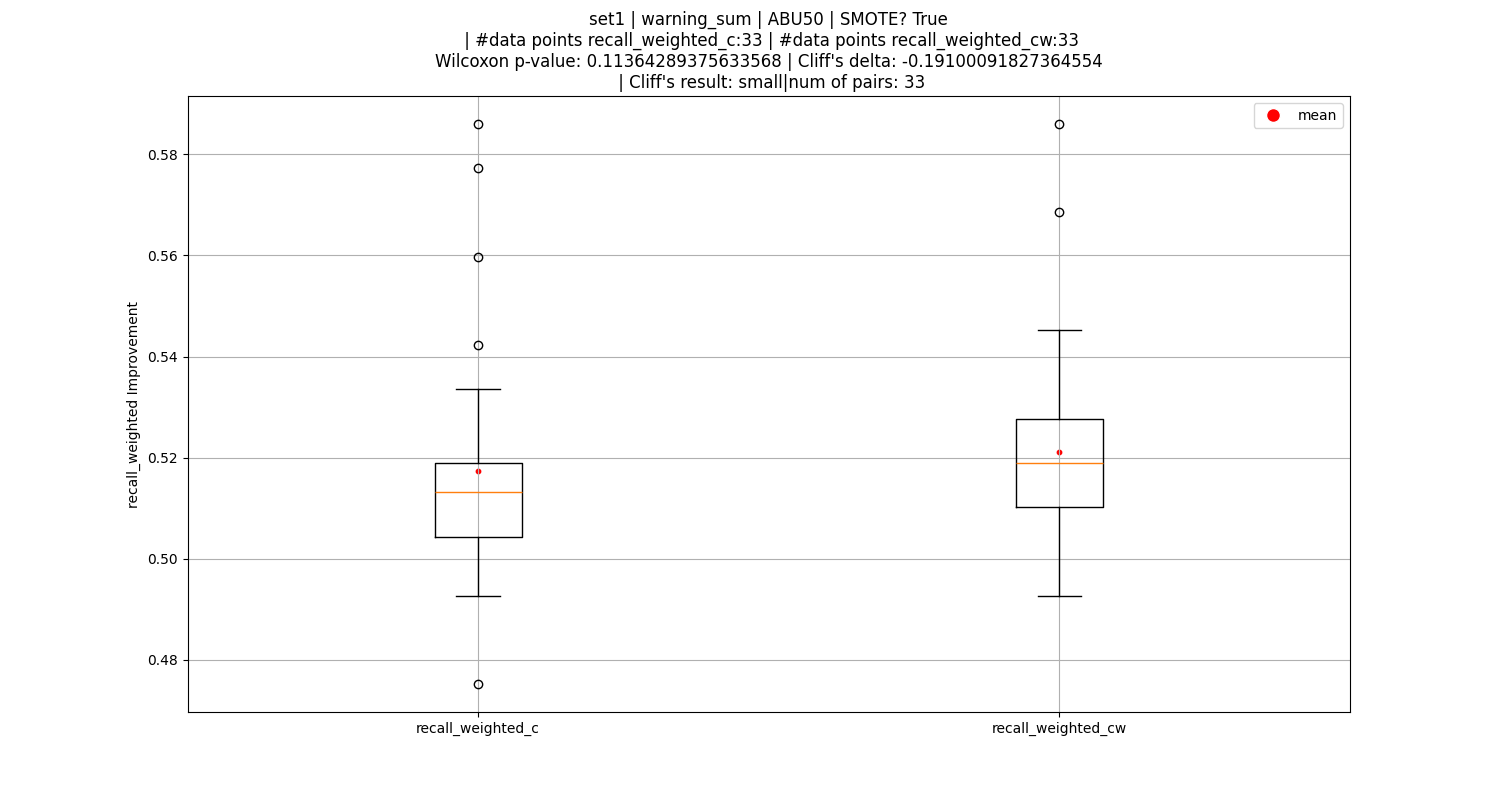 set1 | warning_sum | ABU50 | SMOTE? True
| #data points recall_weighted_c:33 | #data points recall_weighted_cw:33
Wilcoxon p-value: 0.11364289375633568 | Cliff's delta: -0.19100091827364554
| Cliff's result: small|num of pairs: 33
mean
recall_weighted Improvement
0.58
0.56
0.54
0.52
0.50
0.48
recall_weighted_c
recall_weighted_cw